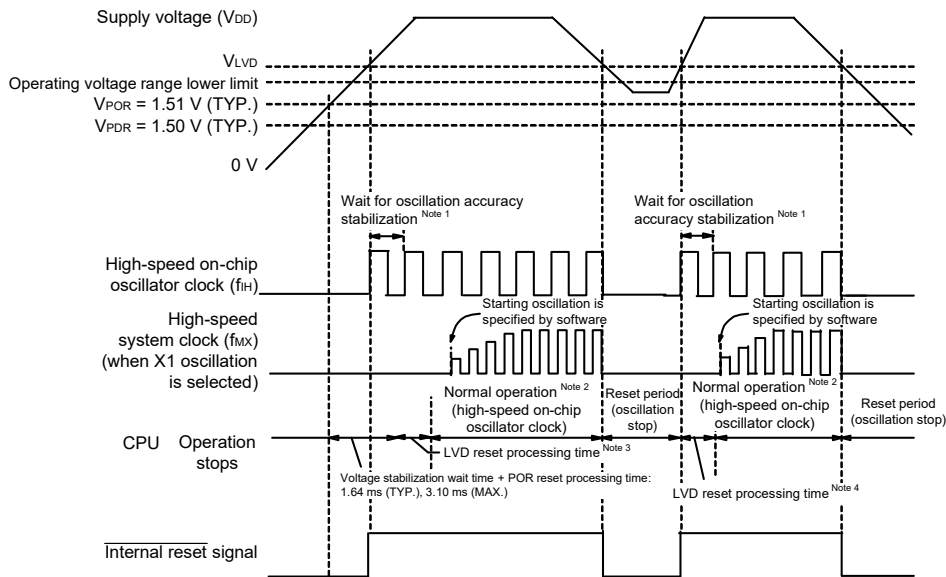 Supply voltage (VDD)
VLVD
Operating voltage range lower limit
VPOR = 1.51 V (TYP.)
VPDR = 1.50 V (TYP.)
0 V
Wait for oscillation accuracy
stabilization Note 1
Wait for oscillation
accuracy stabilization Note 1
High-speed on-chip
oscillator clock (fIH)
Starting oscillation is
specified by software
Starting oscillation is
specified by software
High-speed
system clock (fMX)
(when X1 oscillation
is selected)
Normal operation Note 2
(high-speed on-chip
oscillator clock)
Reset period
(oscillation
stop)
Normal operation Note 2
(high-speed on-chip
oscillator clock)
Reset period
(oscillation stop)
CPU Operation
stops
LVD reset processing time Note 3
Voltage stabilization wait time + POR reset processing time:
1.64 ms (TYP.), 3.10 ms (MAX.)
LVD reset processing time Note 4
Internal reset signal